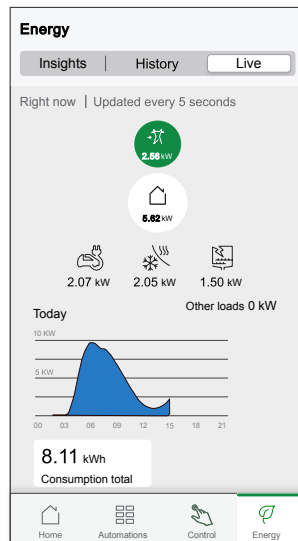 Energy
Insights | History Live
Right now | Updated every 5 seconds
2.56 kW
5.62 kW
2.07 kW 2.05 kW 1.50 kW
Other loads 0 kW
Today
10 KW
5 KW
00 03 06 09 12 15 18 21
8.11 kWh
Consumption total
Home Automations Control Energy